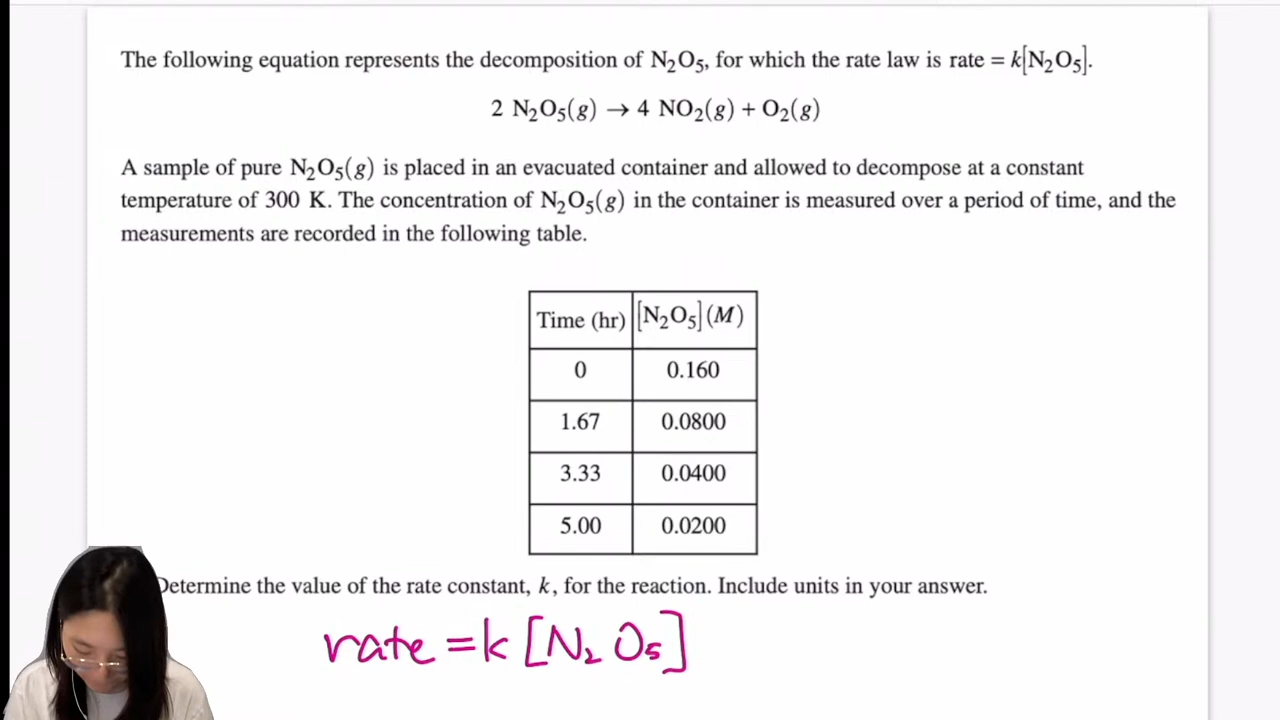 The following equation represents the decomposition of N₂O₅, for which the rate law is rate = k[N₂O₅].
2 N₂O₅(g) → 4 NO₂(g) + O₂(g)
A sample of pure N₂O₅(g) is placed in an evacuated container and allowed to decompose at a constant
temperature of 300 K. The concentration of N₂O₅(g) in the container is measured over a period of time, and the
measurements are recorded in the following table.
Time (hr) [N₂O₅](M)
0 0.160
1.67 0.0800
3.33 0.0400
5.00 0.0200
Determine the value of the rate constant, k, for the reaction. Include units in your answer.
rate = k [N₂O₅]